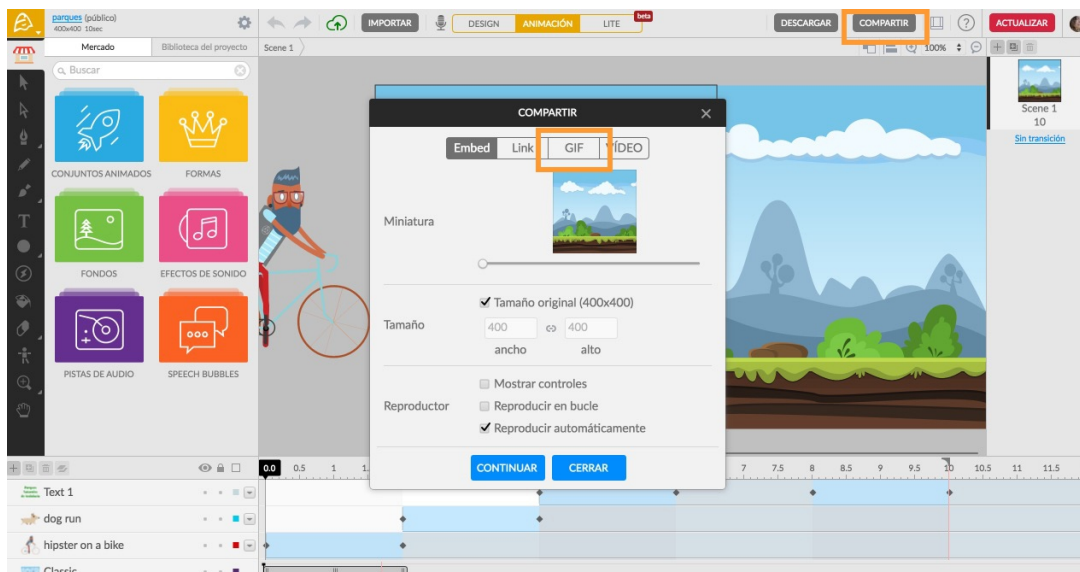 parques (público)
400x400 10sec
IMPORTAR
DESIGN
ANIMACIÓN
LITE
beta
DESCARGAR
COMPARTIR
?
ACTUALIZAR
Mercado
Biblioteca del proyecto
Scene 1
100%
Buscar
CONJUNTOS ANIMADOS
FORMAS
FONDOS
EFECTOS DE SONIDO
PISTAS DE AUDIO
SPEECH BUBBLES
T
COMPARTIR
Embed
Link
GIF
VÍDEO
Miniatura
Tamaño
Tamaño original (400x400)
400
400
ancho
alto
Reproductor
Mostrar controles
Reproducir en bucle
Reproducir automáticamente
CONTINUAR
CERRAR
Scene 1
10
Sin transición
0.0 0.5 1 1. 7 7.5 8 8.5 9 9.5 10 10.5 11 11.5
Text 1
dog run
hipster on a bike
Classic